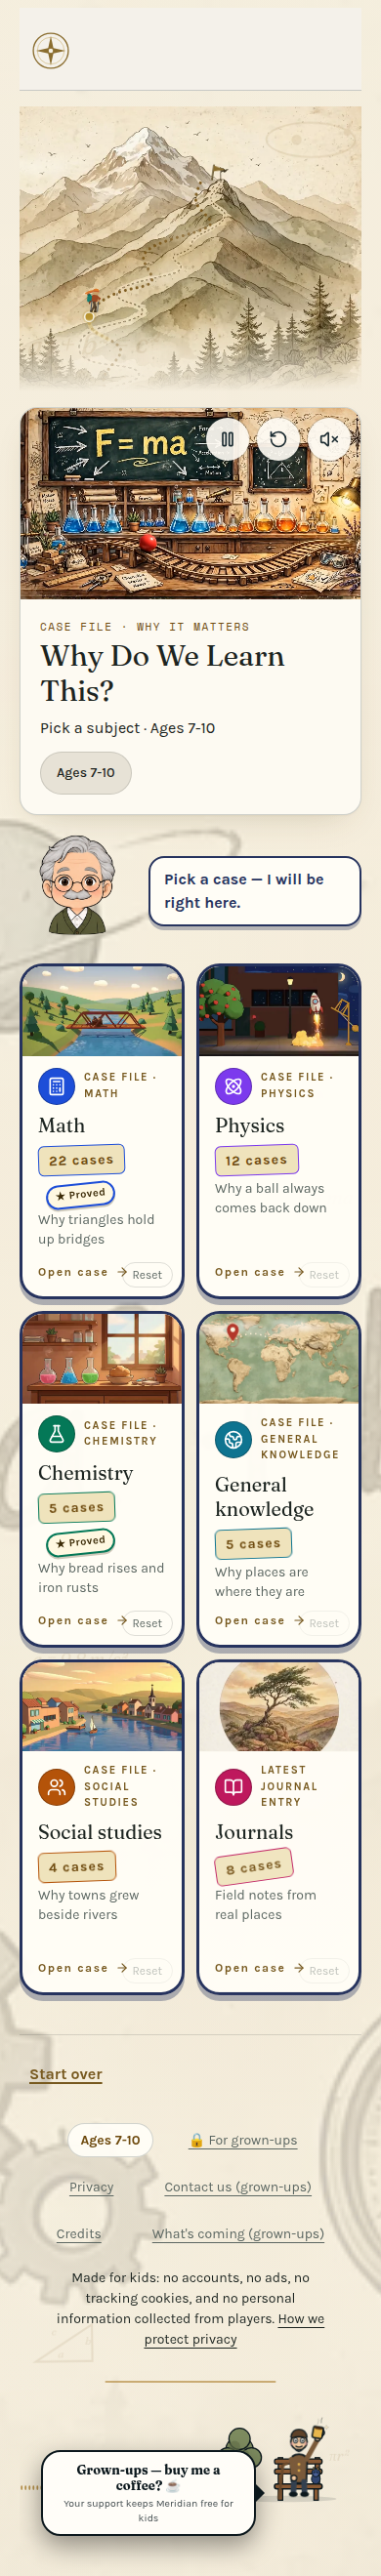 F=ma
CASE FILE · WHY IT MATTERS
Why Do We Learn
This?
Pick a subject · Ages 7-10
Ages 7-10
Pick a case — I will be
right here.
CASE FILE ·
MATH
Math
22 cases
★ Proved
Why triangles hold
up bridges
Open case →
Reset
CASE FILE ·
PHYSICS
Physics
12 cases
Why a ball always
comes back down
Open case →
Reset
CASE FILE ·
CHEMISTRY
Chemistry
5 cases
★ Proved
Why bread rises and
iron rusts
Open case →
Reset
CASE FILE ·
GENERAL
KNOWLEDGE
General
knowledge
5 cases
Why places are
where they are
Open case →
Reset
CASE FILE ·
SOCIAL
STUDIES
Social studies
4 cases
Why towns grew
beside rivers
Open case →
Reset
LATEST
JOURNAL
ENTRY
Journals
8 cases
Field notes from
real places
Open case →
Reset
Start over
Ages 7-10
🔒 For grown-ups
Privacy
Contact us (grown-ups)
Credits
What's coming (grown-ups)
Made for kids: no accounts, no ads, no
tracking cookies, and no personal
information collected from players. How we
protect privacy
Grown-ups — buy me a
coffee? ☕
Your support keeps Meridian free for
kids